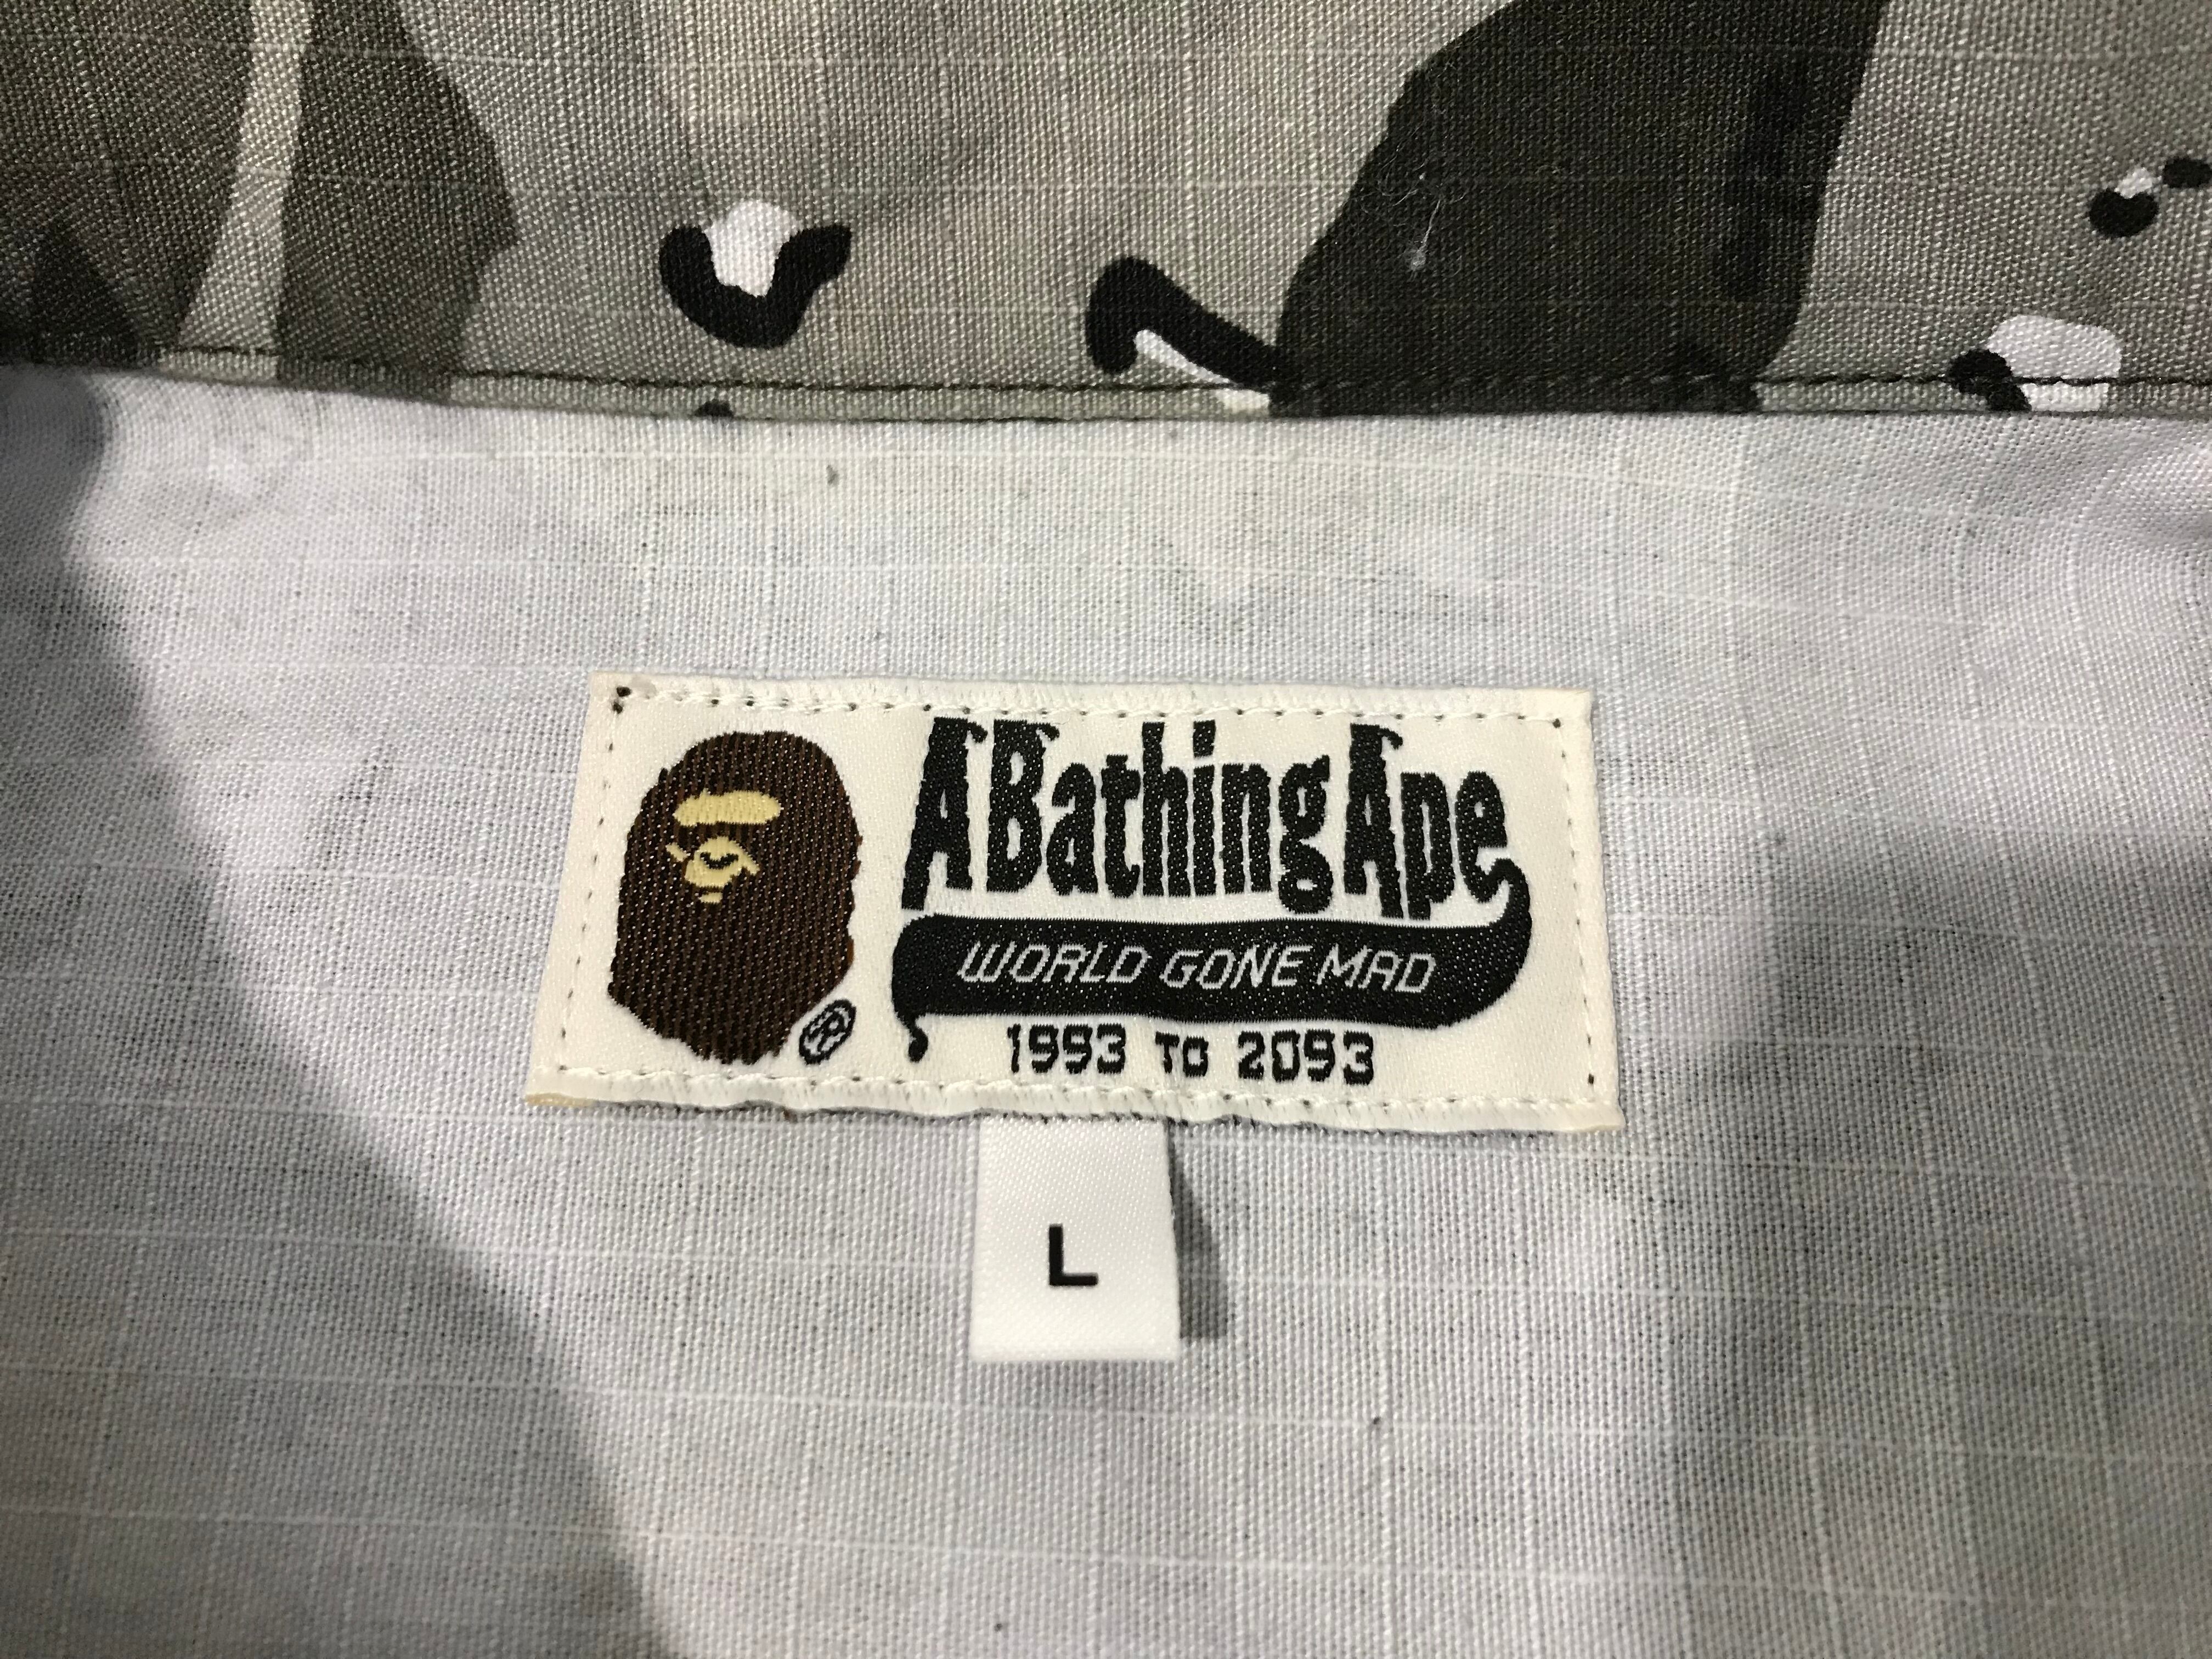 A Bathing Ape
WORLD GONE MAD
®
1993 TO 2093
L